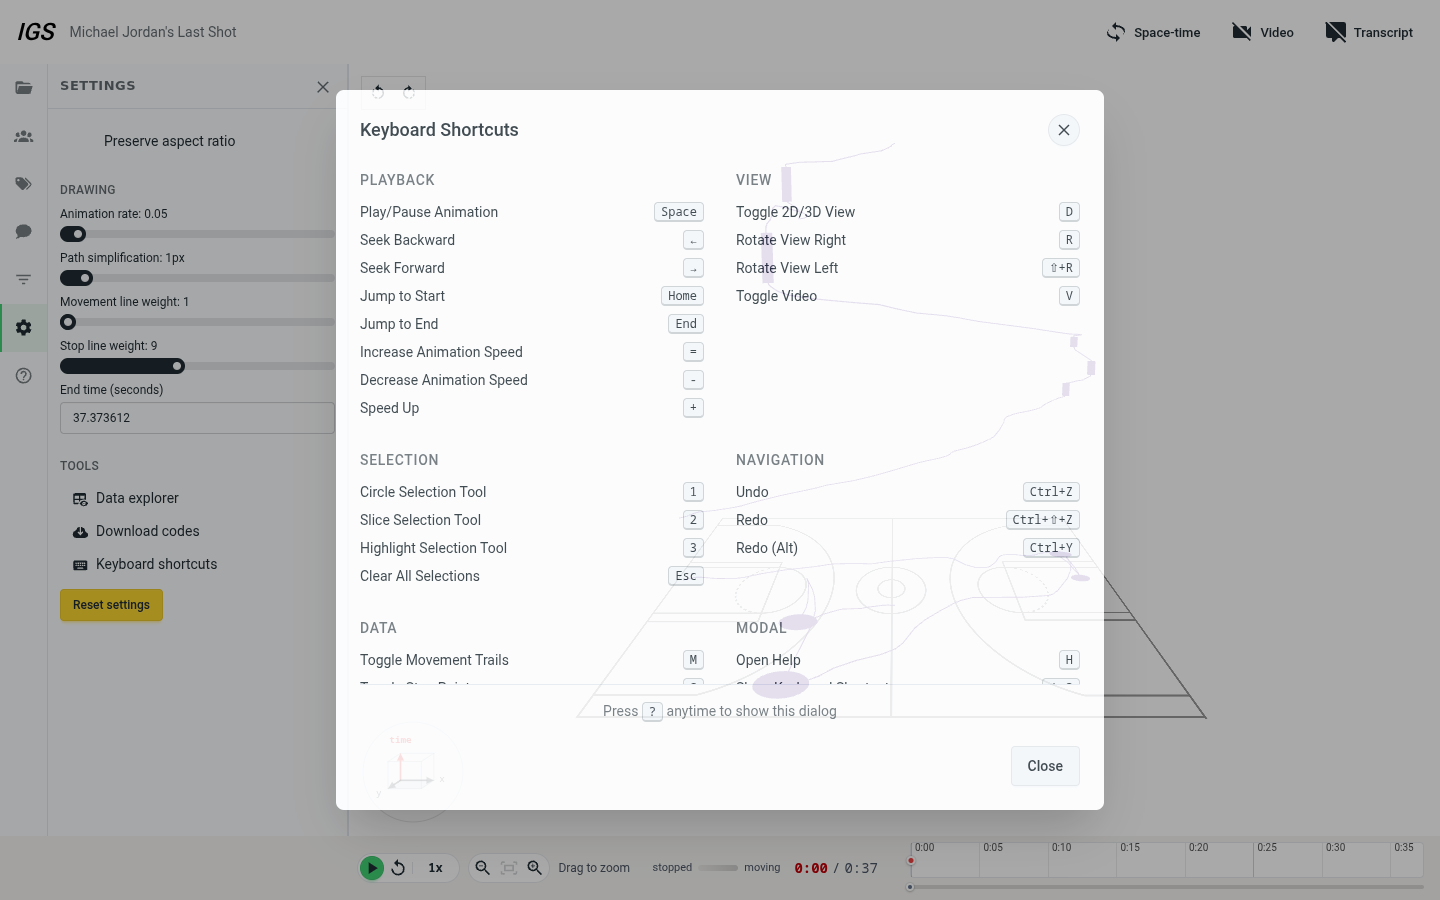 IGS Michael Jordan's Last Shot
Space-time
Video
Transcript
SETTINGS
Preserve aspect ratio
DRAWING
Animation rate: 0.05
Path simplification: 1px
Movement line weight: 1
Stop line weight: 9
End time (seconds)
37.373612
TOOLS
Data explorer
Download codes
Keyboard shortcuts
Reset settings
Keyboard Shortcuts
PLAYBACK
Play/Pause Animation Space
Seek Backward ←
Seek Forward →
Jump to Start Home
Jump to End End
Increase Animation Speed =
Decrease Animation Speed -
Speed Up +
VIEW
Toggle 2D/3D View D
Rotate View Right R
Rotate View Left ⇧+R
Toggle Video V
SELECTION
Circle Selection Tool 1
Slice Selection Tool 2
Highlight Selection Tool 3
Clear All Selections Esc
NAVIGATION
Undo Ctrl+Z
Redo Ctrl+⇧+Z
Redo (Alt) Ctrl+Y
DATA
Toggle Movement Trails M
MODAL
Open Help H
Press ? anytime to show this dialog
Close
time
x
y
1x
Drag to zoom
stopped
moving
0:00 / 0:37
0:00 0:05 0:10 0:15 0:20 0:25 0:30 0:35